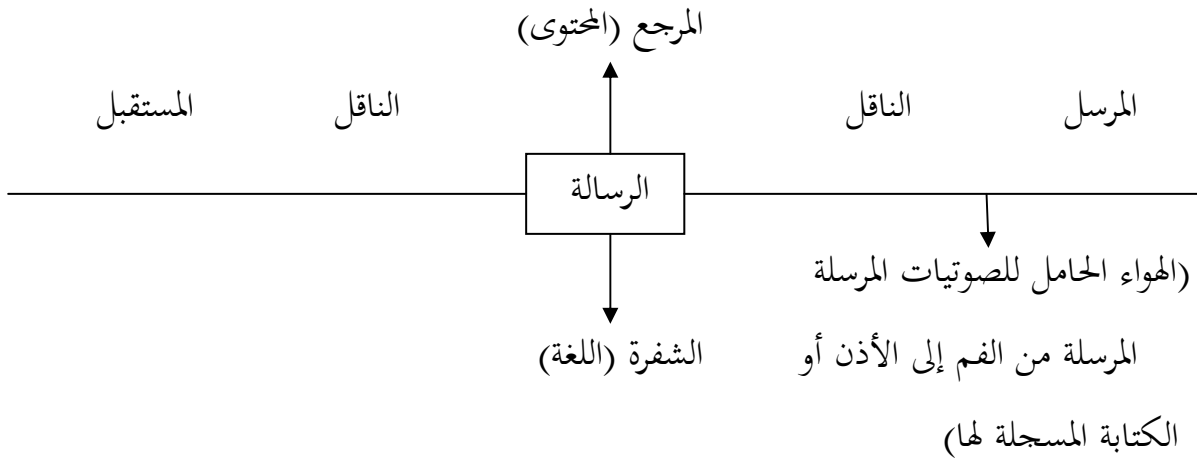 المرجع (المحتوى)
المرسل الناقل الناقل المستقبل
الرسالة
(الهواء الحامل للصوتيات المرسلة
المرسلة من الفم إلى الأذن أو الشفرة (اللغة)
الكتابة المسجلة لها)